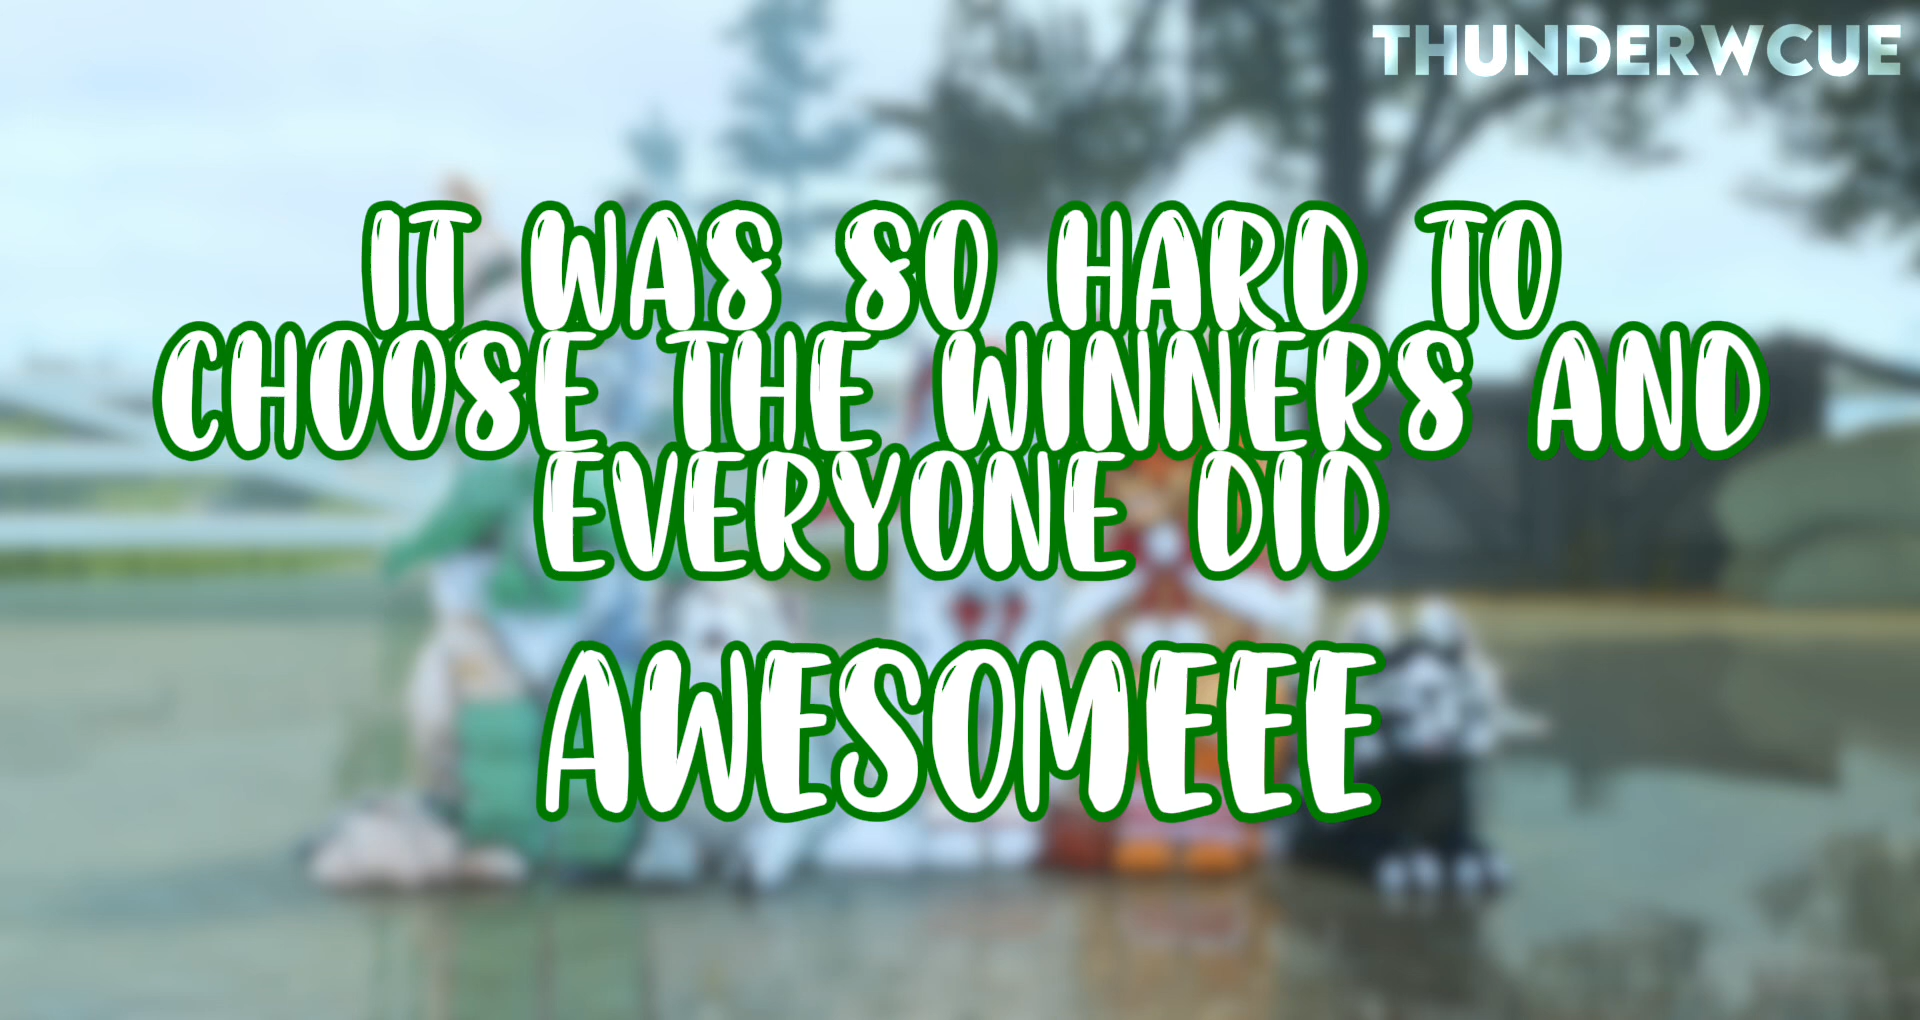 THUNDERWCUE
IT WAS SO HARD TO
CHOOSE THE WINNERS AND
EVERYONE DID
AWESOMEEE